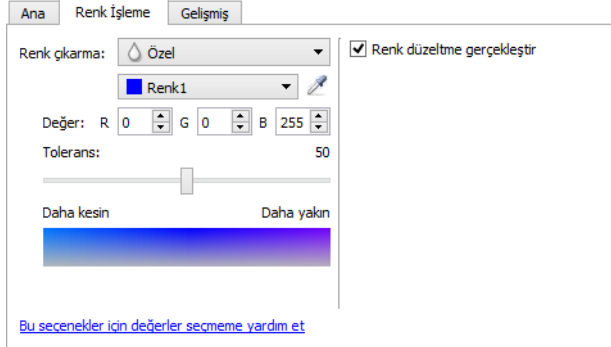 Ana Renk İşleme Gelişmiş
Renk çıkarma: Özel
Renk düzeltme gerçekleştir
Renk1
Değer: R 0 G 0 B 255
Tolerans: 50
Daha kesin Daha yakın
Bu seçenekler için değerler seçmeme yardım et